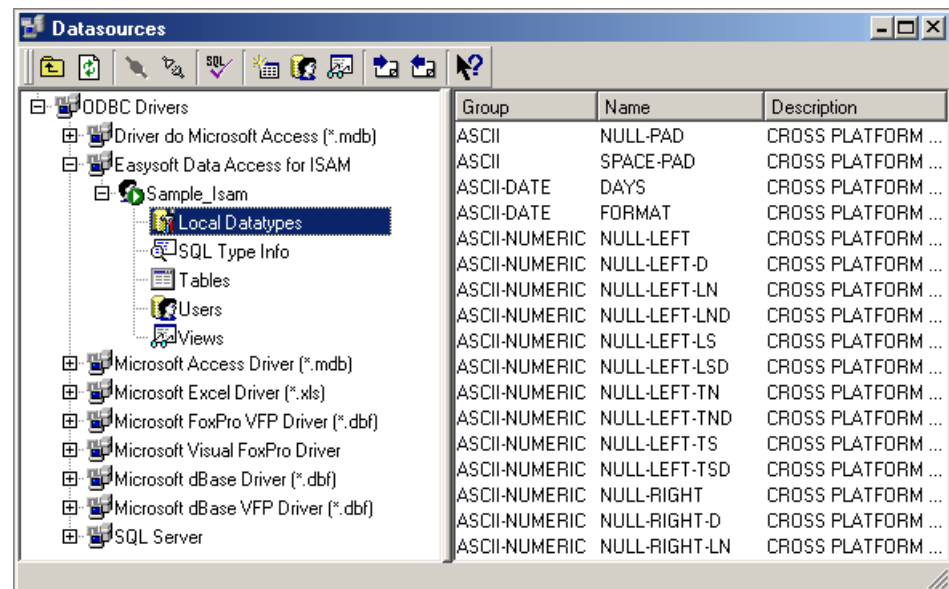 Datasources
SQL
ODBC Drivers
Driver do Microsoft Access (*.mdb)
Easysoft Data Access for ISAM
Sample_Isam
Local Datatypes
SQL Type Info
Tables
Users
Views
Microsoft Access Driver (*.mdb)
Microsoft Excel Driver (*.xls)
Microsoft FoxPro VFP Driver (*.dbf)
Microsoft Visual FoxPro Driver
Microsoft dBase Driver (*.dbf)
Microsoft dBase VFP Driver (*.dbf)
SQL Server
Group Name Description
ASCII NULL-PAD CROSS PLATFORM ...
ASCII SPACE-PAD CROSS PLATFORM ...
ASCII-DATE DAYS CROSS PLATFORM ...
ASCII-DATE FORMAT CROSS PLATFORM ...
ASCII-NUMERIC NULL-LEFT CROSS PLATFORM ...
ASCII-NUMERIC NULL-LEFT-D CROSS PLATFORM ...
ASCII-NUMERIC NULL-LEFT-LN CROSS PLATFORM ...
ASCII-NUMERIC NULL-LEFT-LND CROSS PLATFORM ...
ASCII-NUMERIC NULL-LEFT-LS CROSS PLATFORM ...
ASCII-NUMERIC NULL-LEFT-LSD CROSS PLATFORM ...
ASCII-NUMERIC NULL-LEFT-TN CROSS PLATFORM ...
ASCII-NUMERIC NULL-LEFT-TND CROSS PLATFORM ...
ASCII-NUMERIC NULL-LEFT-TS CROSS PLATFORM ...
ASCII-NUMERIC NULL-LEFT-TSD CROSS PLATFORM ...
ASCII-NUMERIC NULL-RIGHT CROSS PLATFORM ...
ASCII-NUMERIC NULL-RIGHT-D CROSS PLATFORM ...
ASCII-NUMERIC NULL-RIGHT-LN CROSS PLATFORM ...